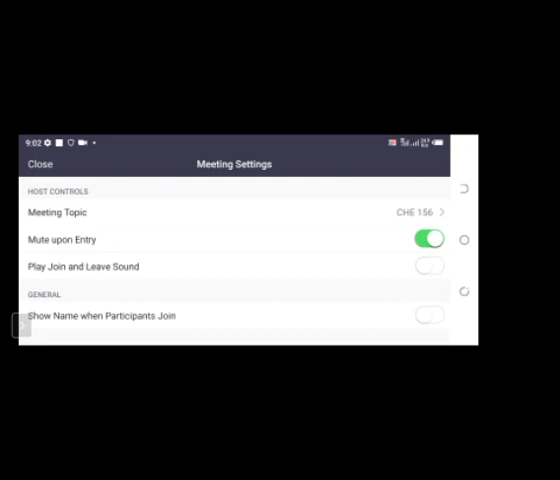 9:02
Close
Meeting Settings
HOST CONTROLS
Meeting Topic
CHE 156
Mute upon Entry
Play Join and Leave Sound
GENERAL
Show Name when Participants Join